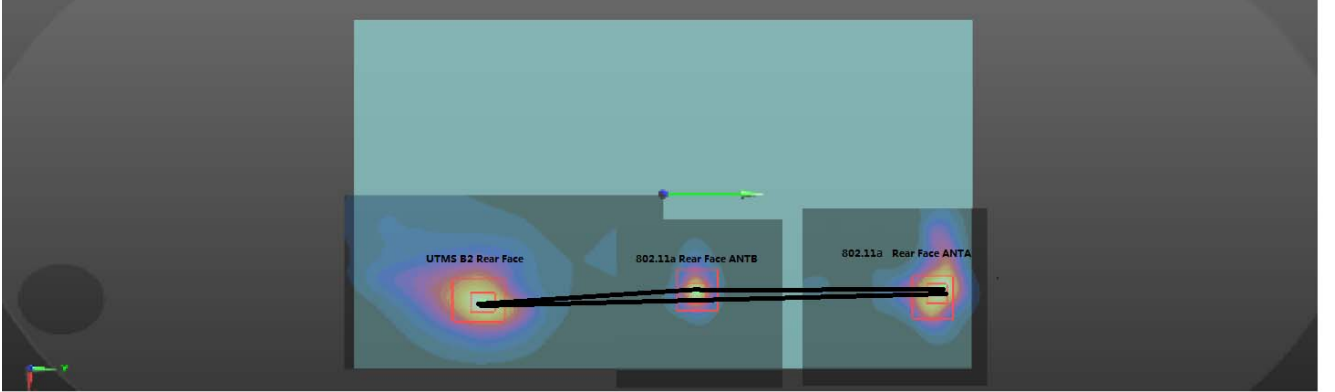 802.11a Rear Face ANTA
UTMS B2 Rear Face
802.11a Rear Face ANTB
Y